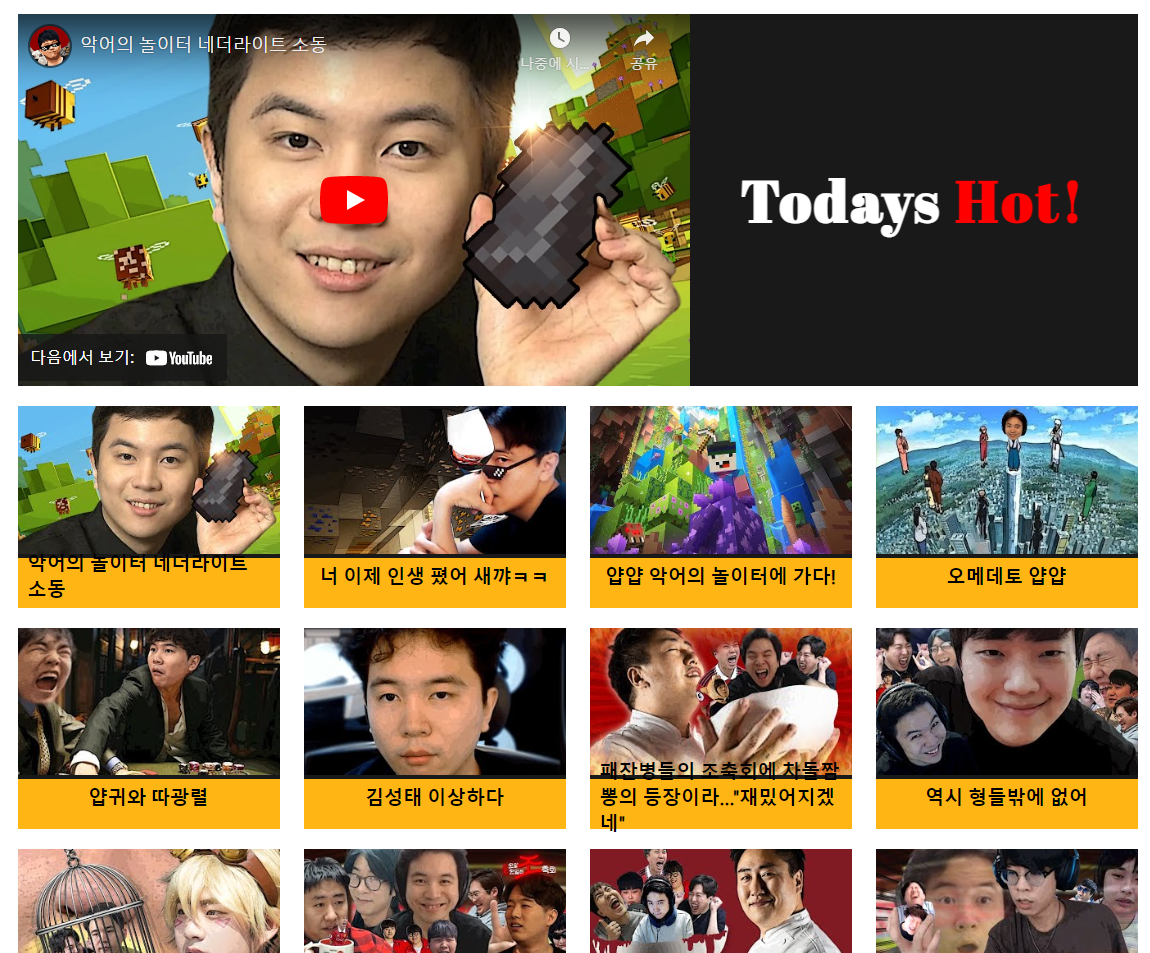 악어의 놀이터 네더라이트 소동
나중에 시...
공유
Todays Hot!
다음에서 보기: YouTube
악어의 놀이터 네더라이트
소동
너 이제 인생 폈어 새꺄ㅋㅋ
얍얍 악어의 놀이터에 가다!
오메데토 얍얍
얍귀와 따광렬
김성태 이상하다
패잔병들의 조축회에 차돌짬
뽕의 등장이라..."재밌어지겠
네"
역시 형들밖에 없어